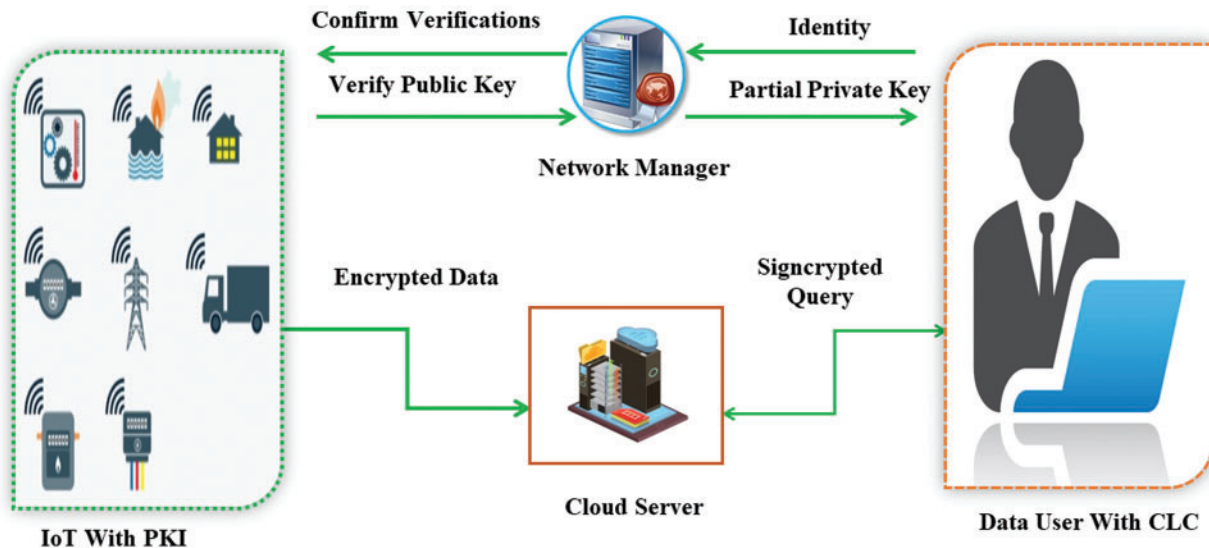 Confirm Verifications
Identity
Verify Public Key
Partial Private Key
Network Manager
Encrypted Data
Signcrypted
Query
Cloud Server
IoT With PKI
Data User With CLC